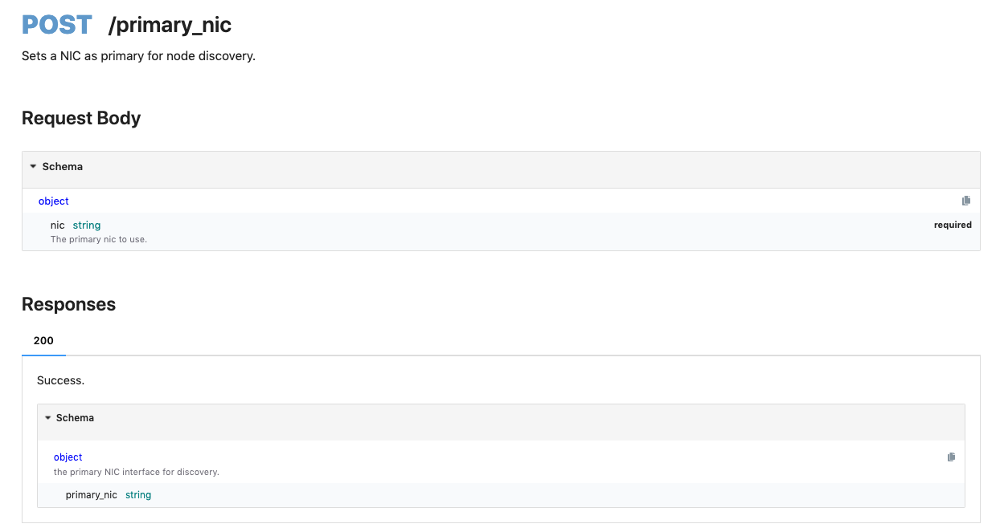 POST /primary_nic
Sets a NIC as primary for node discovery.
Request Body
Schema
object
nic string required
The primary nic to use.
Responses
200
Success.
Schema
object
the primary NIC interface for discovery.
primary_nic string